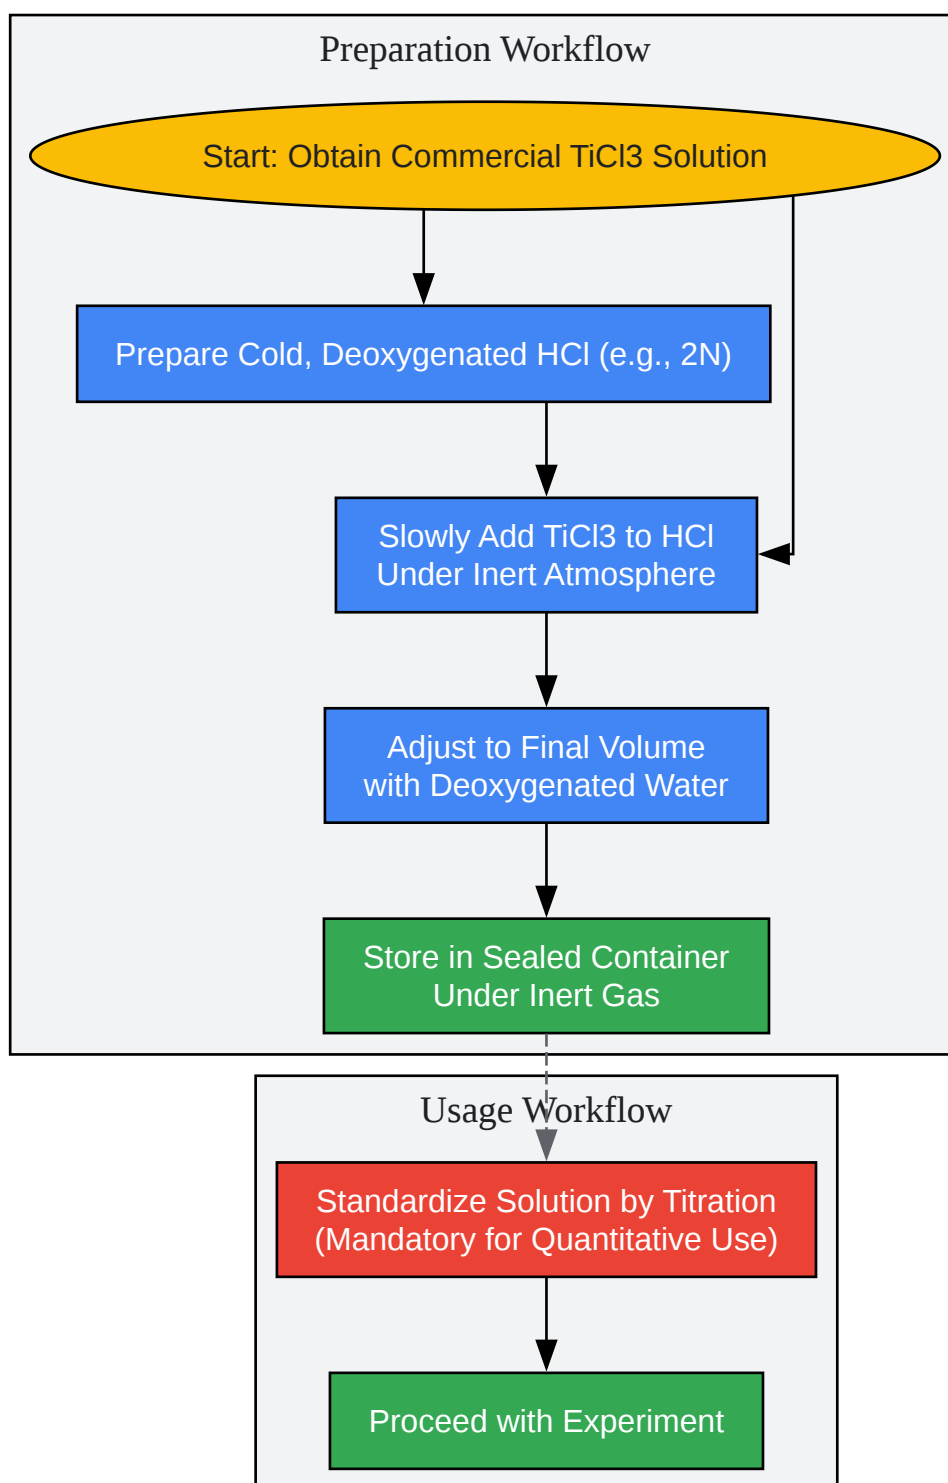 Preparation Workflow
Start: Obtain Commercial TiCl3 Solution
Prepare Cold, Deoxygenated HCl (e.g., 2N)
Slowly Add TiCl3 to HCl
Under Inert Atmosphere
Adjust to Final Volume
with Deoxygenated Water
Store in Sealed Container
Under Inert Gas
Usage Workflow
Standardize Solution by Titration
(Mandatory for Quantitative Use)
Proceed with Experiment